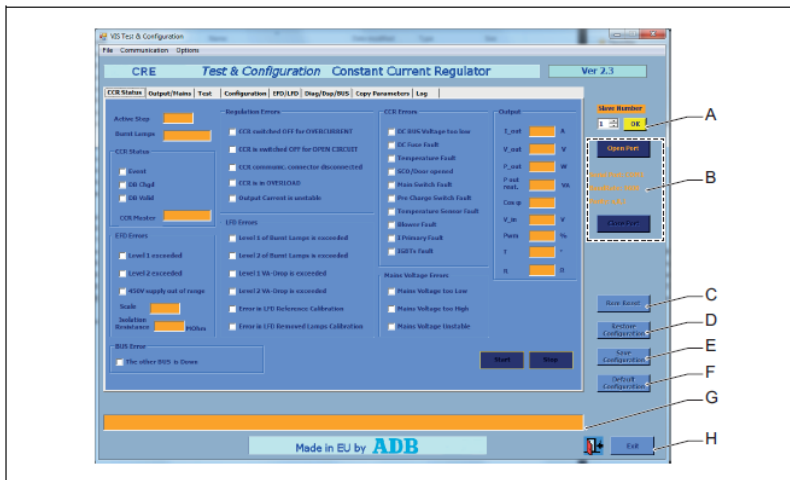 VIS Test & Configuration
File Communication Options
CRE Test & Configuration Constant Current Regulator Ver 2.3
CCR Status Output/Mains Test Configuration EFD/LFD Diag/Dsp/BUS Copy Parameters Log
Active Step
Burnt Lamps
CCR Status
Event
DB Chgd
DB Valid
CCR Master
EFD Errors
Level 1 exceeded
Level 2 exceeded
450V supply out of range
Scale
Isolation
Resistance MOhm
BUS Error
The other BUS is Down
Regulation Errors
CCR switched OFF for OVERCURRENT
CCR is switched OFF for OPEN CIRCUIT
CCR communic. connector disconnected
CCR is in OVERLOAD
Output Current is unstable
LFD Errors
Level 1 of Burnt Lamps is exceeded
Level 2 of Burnt Lamps is exceeded
Level 1 VA-Drop is exceeded
Level 2 VA-Drop is exceeded
Error in LFD Reference Calibration
Error in LFD Removed Lamps Calibration
CCR Errors
DC BUS Voltage too low
DC Fuse Fault
Temperature Fault
SCO/Door opened
Main Switch Fault
Pre Charge Switch Fault
Temperature Sensor Fault
Blower Fault
I Primary Fault
IGBTs Fault
Mains Voltage Errors
Mains Voltage too Low
Mains Voltage too High
Mains Voltage Unstable
Output
I_out A
V_out V
P_out W
P out
reat. VA
V_in V
Pwm %
Start Stop
Slave Number
1 OK
Open Port
Close Port
Restore
Configuration
Save
Configuration
Default
Configuration
Made in EU by ADB
Exit
A
B
C
D
E
F
G
H